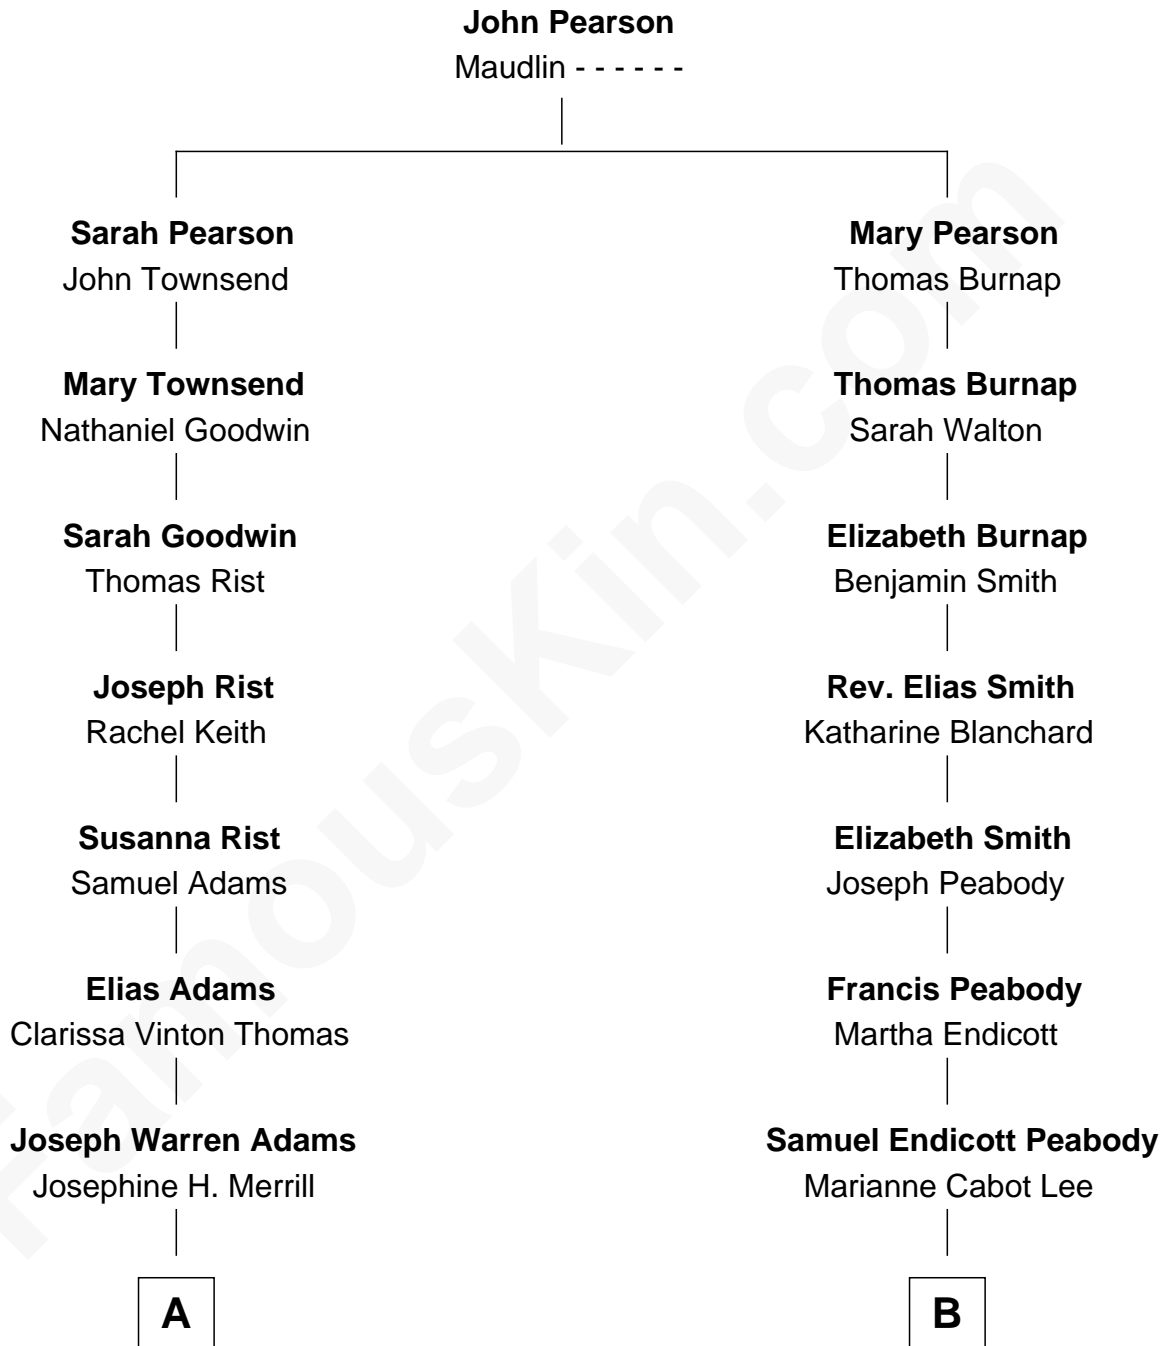 John Pearson
Maudlin - - - - - -
Sarah Pearson
John Townsend
Mary Pearson
Thomas Burnap
Mary Townsend
Nathaniel Goodwin
Thomas Burnap
Sarah Walton
Sarah Goodwin
Thomas Rist
Elizabeth Burnap
Benjamin Smith
Joseph Rist
Rachel Keith
Rev. Elias Smith
Katharine Blanchard
Susanna Rist
Samuel Adams
Elizabeth Smith
Joseph Peabody
Elias Adams
Clarissa Vinton Thomas
Francis Peabody
Martha Endicott
Joseph Warren Adams
Josephine H. Merrill
Samuel Endicott Peabody
Marianne Cabot Lee
A
B
FamousKin.com